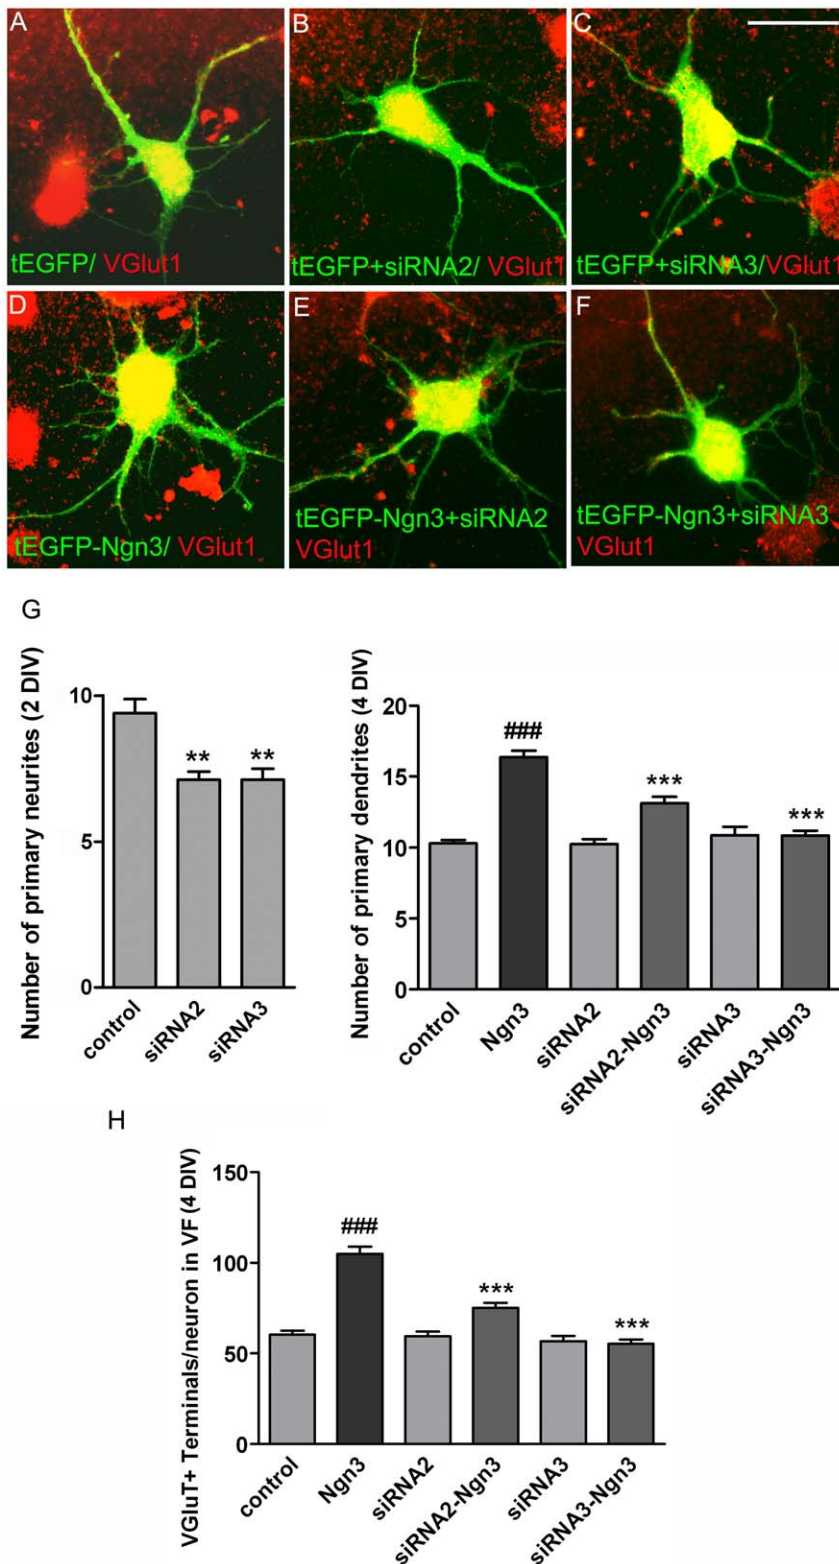 A
B
C
tEGFP/ VGlut1
tEGFP+siRNA2/ VGlut1
tEGFP+siRNA3/VGlut1
D
E
F
tEGFP-Ngn3/ VGlut1
tEGFP-Ngn3+siRNA2
VGlut1
tEGFP-Ngn3+siRNA3
VGlut1
G
Number of primary neurites (2 DIV)
10
5
0
**
**
control
siRNA2
siRNA3
Number of primary dendrites (4 DIV)
20
15
10
5
0
###
***
***
control
Ngn3
siRNA2
siRNA2-Ngn3
siRNA3
siRNA3-Ngn3
H
VGluT+ Terminals/neuron in VF (4 DIV)
150
100
50
0
###
***
***
control
Ngn3
siRNA2
siRNA2-Ngn3
siRNA3
siRNA3-Ngn3